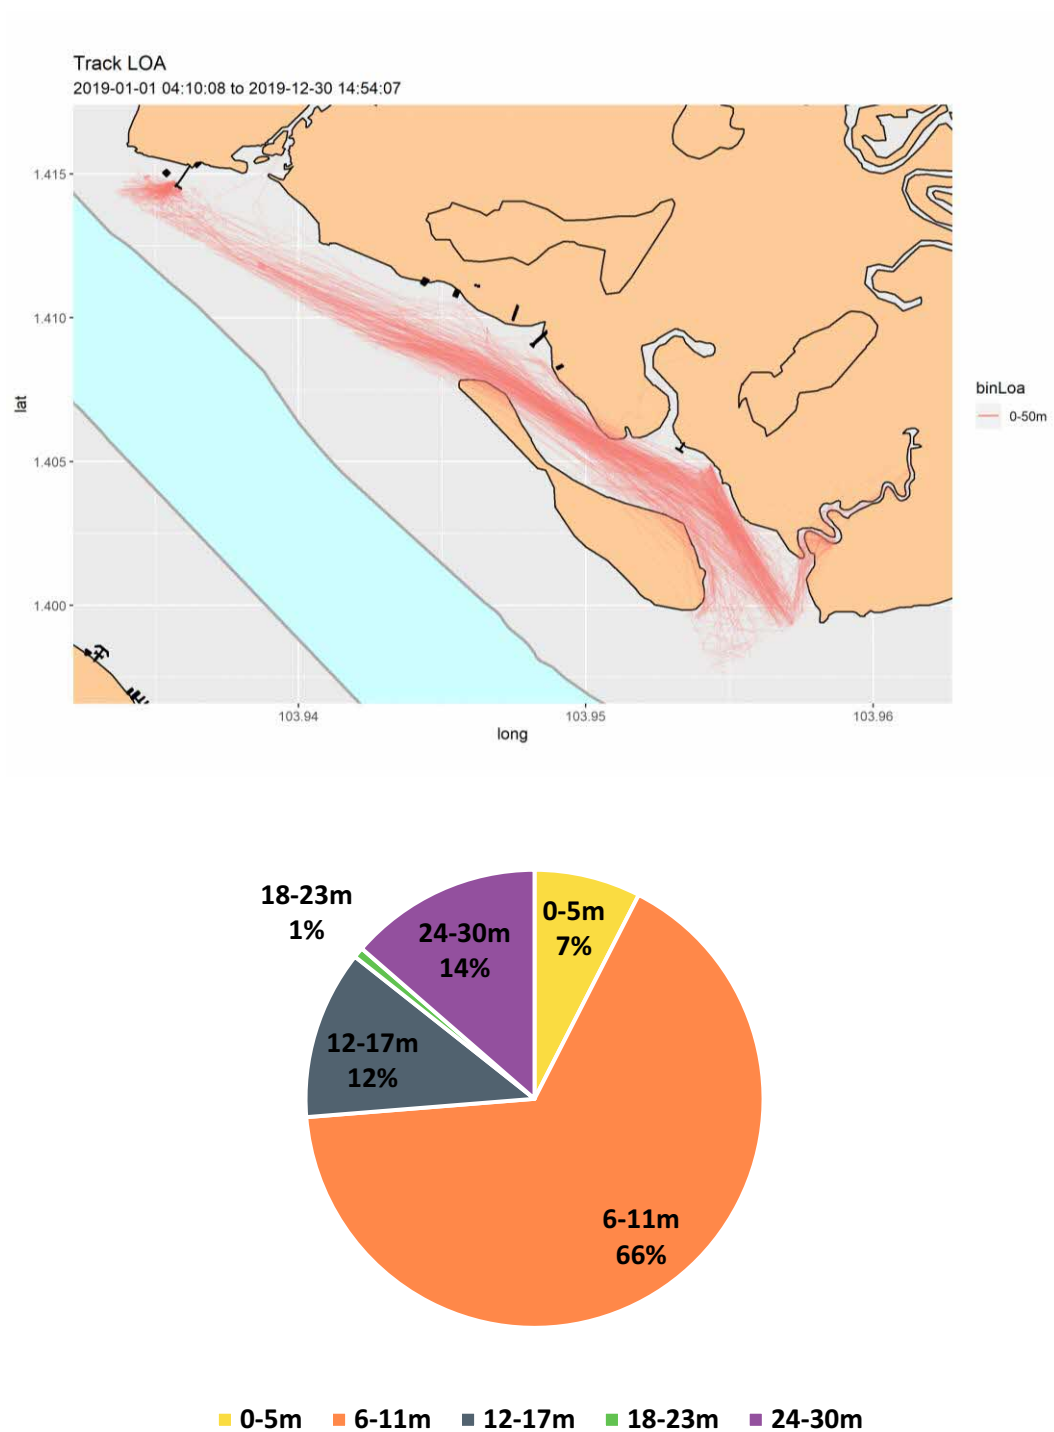 Track LOA
2019-01-01 04:10:08 to 2019-12-30 14:54:07
1.415
1.410
1.405
1.400
lat
103.94
103.95
103.96
long
binLoa
0-50m
18-23m
1%
24-30m
14%
0-5m
7%
12-17m
12%
6-11m
66%
0-5m 6-11m 12-17m 18-23m 24-30m